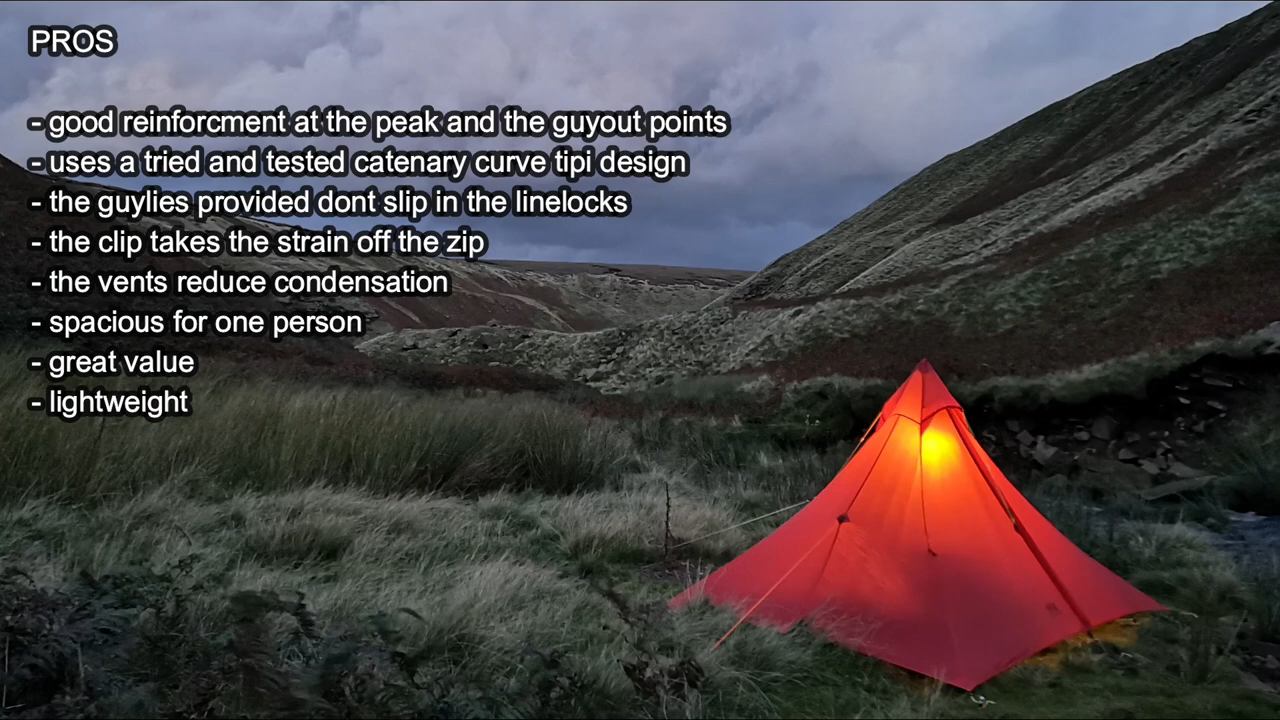 PROS
- good reinforcment at the peak and the guyout points
- uses a tried and tested catenary curve tipi design
- the guylies provided dont slip in the linelocks
- the clip takes the strain off the zip
- the vents reduce condensation
- spacious for one person
- great value
- lightweight